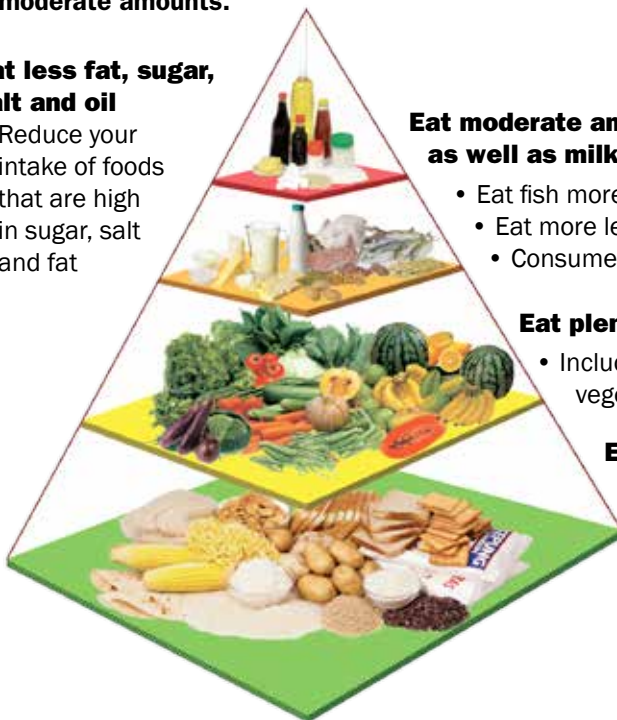 moderate amounts.
at less fat, sugar,
alt and oil
Reduce your
intake of foods
that are high
in sugar, salt
and fat
Eat moderate am
as well as milk
• Eat fish more
• Eat more le
• Consume
Eat plen
• Includ
vege
E